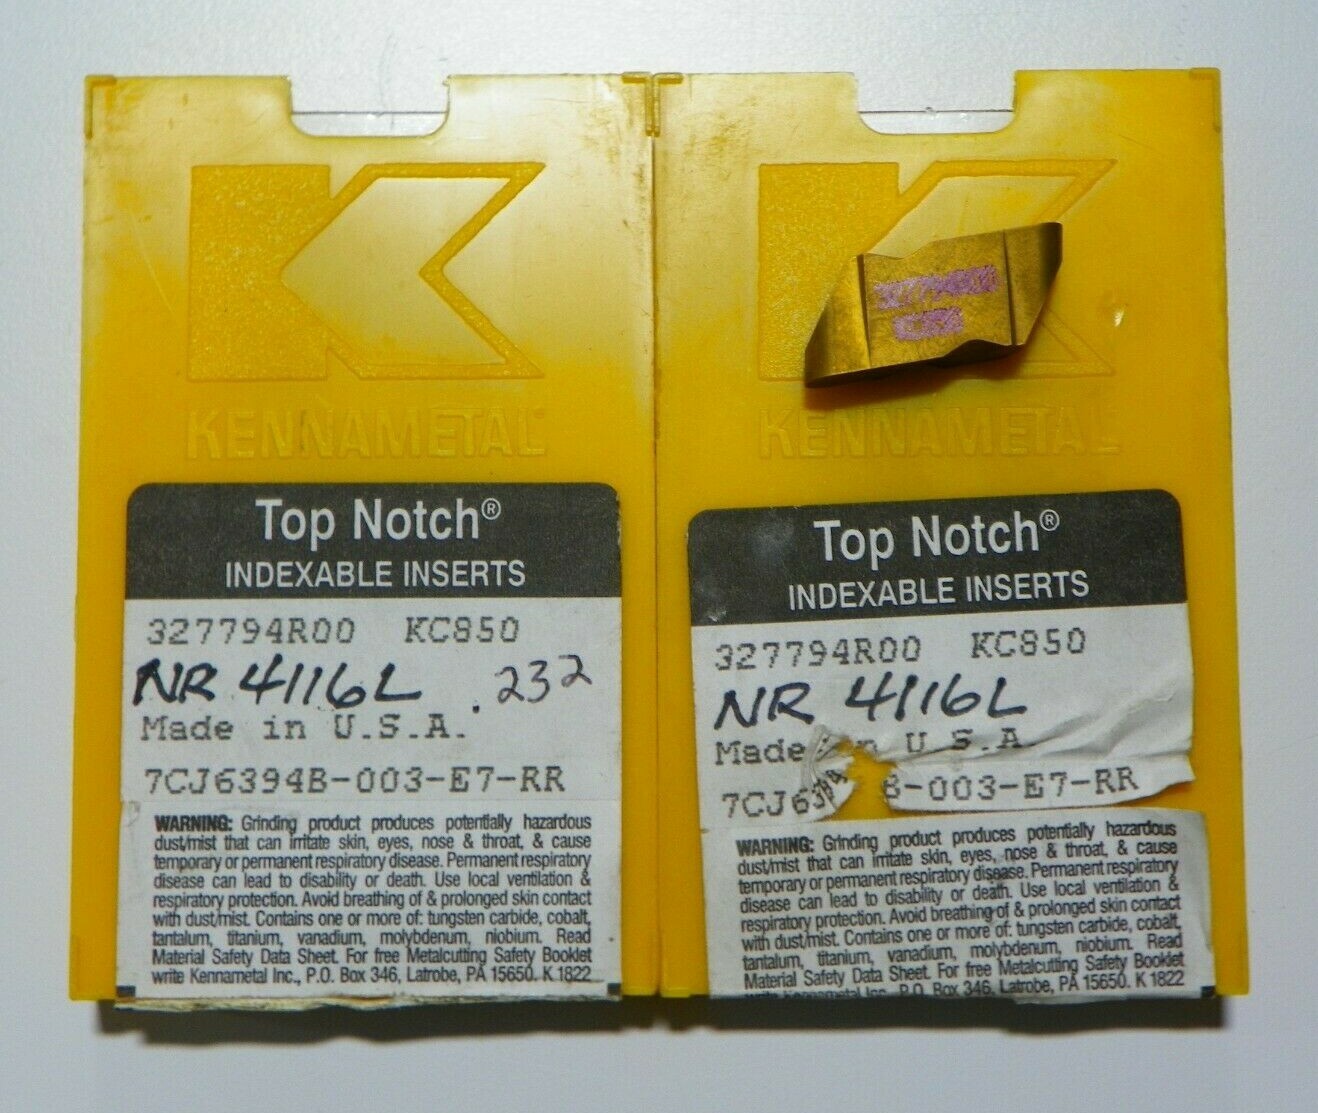 KENNAMETAL
Top Notch®
INDEXABLE INSERTS
327794R00 KC850
NR 4116L .232
Made in U.S.A.
7CJ6394B-003-E7-RR
WARNING: Grinding product produces potentially hazardous
dust/mist that can irritate skin, eyes, nose & throat, & cause
temporary or permanent respiratory disease. Permanent respiratory
disease can lead to disability or death. Use local ventilation &
respiratory protection. Avoid breathing of & prolonged skin contact
with dust/mist. Contains one or more of: tungsten carbide, cobalt,
tantalum, titanium, vanadium, molybdenum, niobium. Read
Material Safety Data Sheet. For free Metalcutting Safety Booklet
write Kennametal Inc., P.O. Box 346, Latrobe, PA 15650. K 1822
327794R00
KC850
KENNAMETAL
Top Notch®
INDEXABLE INSERTS
327794R00 KC850
NR 4116L
Made U.S.A.
7CJ6394B-003-E7-RR
WARNING: Grinding product produces potentially hazardous
dust/mist that can irritate skin, eyes, nose & throat, & cause
temporary or permanent respiratory disease. Permanent respiratory
disease can lead to disability or death. Use local ventilation &
respiratory protection. Avoid breathing of & prolonged skin contact
with dust/mist. Contains one or more of: tungsten carbide, cobalt,
tantalum, titanium, vanadium, molybdenum, niobium. Read
Material Safety Data Sheet. For free Metalcutting Safety Booklet
write Kennametal Inc., P.O. Box 346, Latrobe, PA 15650. K 1822